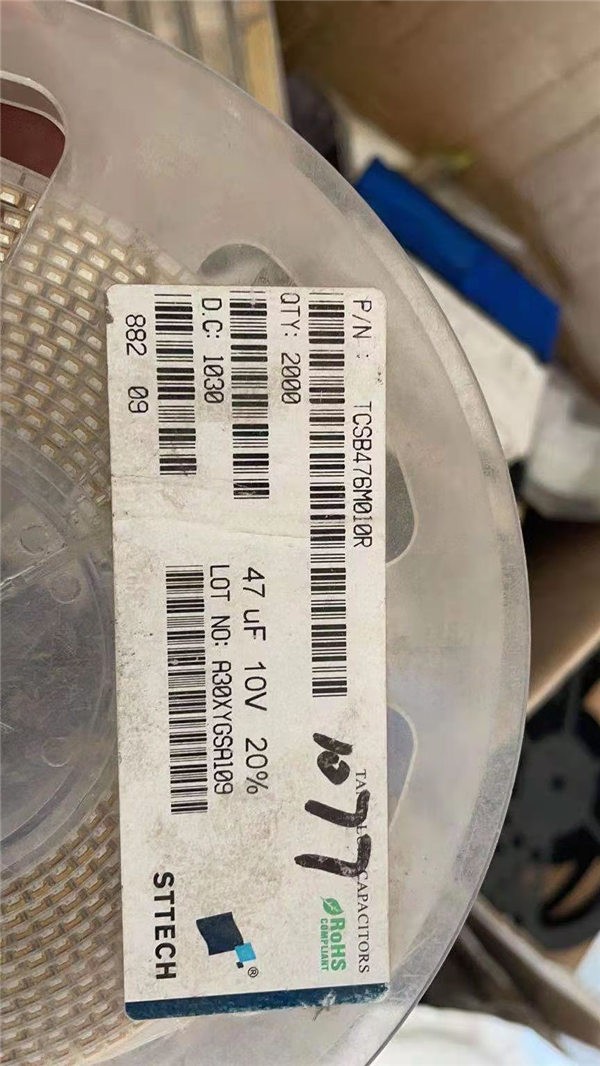 P/N : TCSB476M010R
QTY: 2000
D.C: 1030
882 09
47 uF 10V 20%
LOT NO: A30XYGSA109
1077
CAPACITORS
RoHS
COMPLIANT
®
STTECH